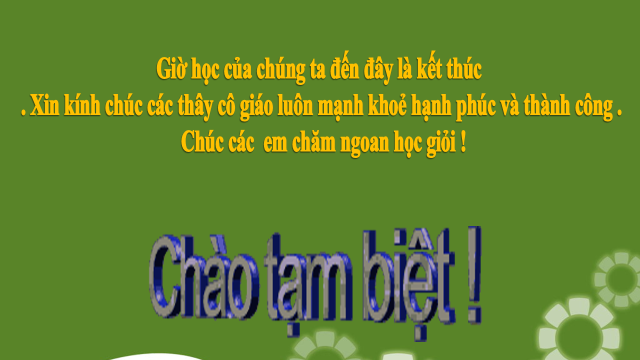 Giờ học của chúng ta đến đây là kết thúc
. Xin kính chúc các thây cô giáo luôn mạnh khoẻ hạnh phúc và thành công .
Chúc các em chăm ngoan học giỏi !
Chào tạm biệt !